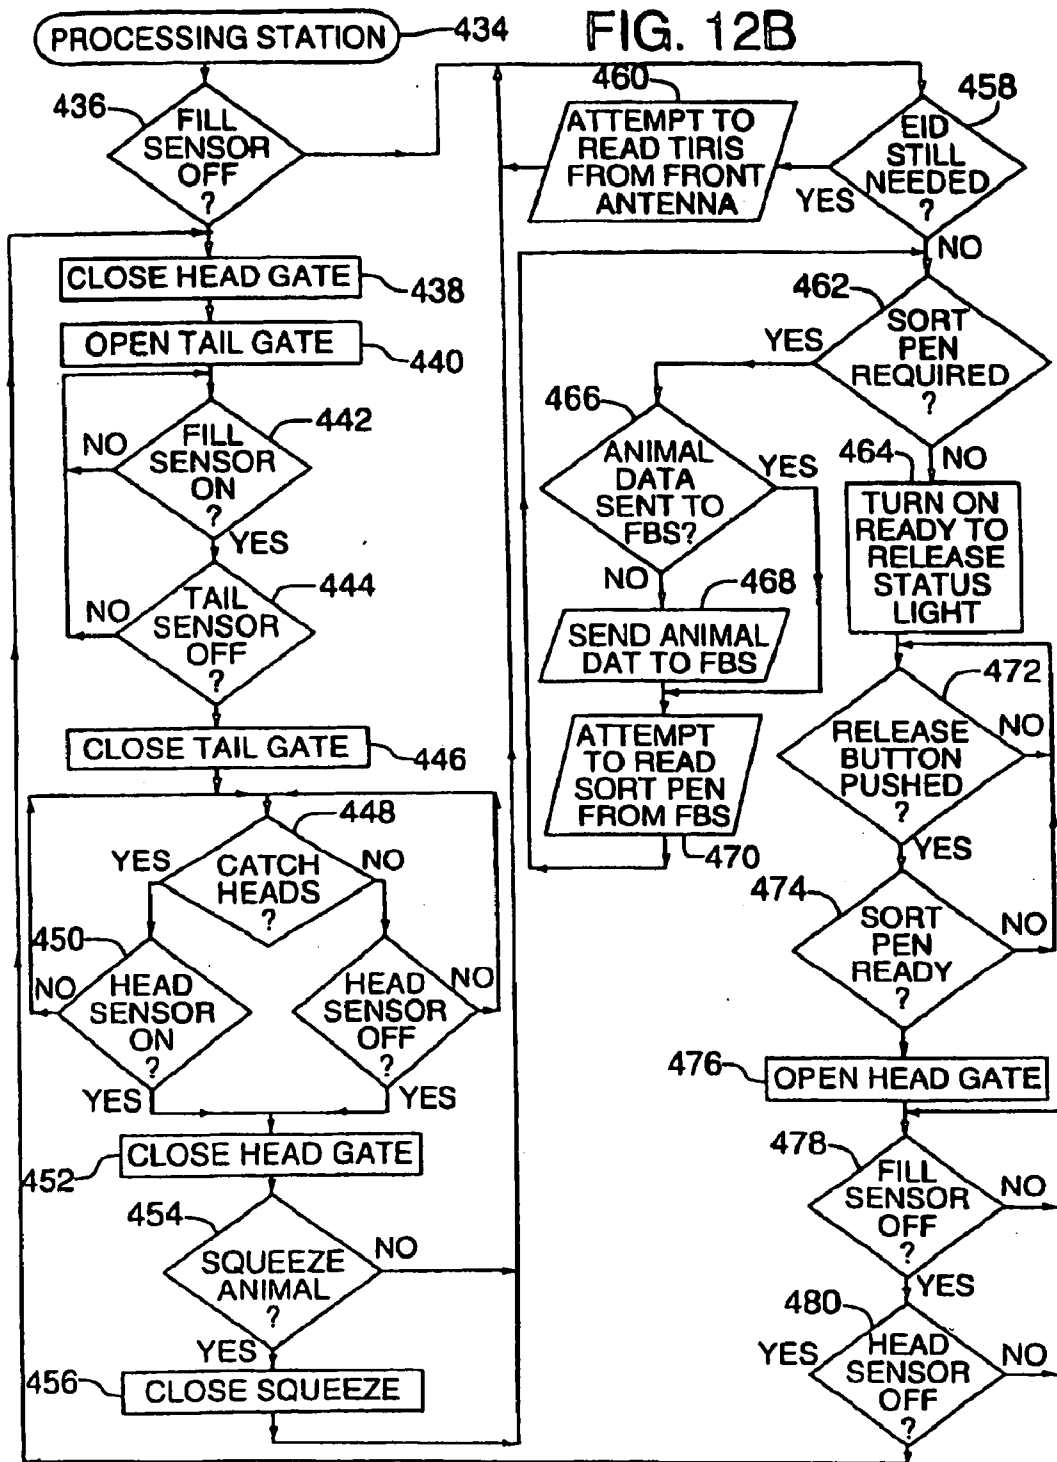 FIG. 12B
PROCESSING STATION
434
436
FILL
SENSOR
OFF
?
CLOSE HEAD GATE
438
OPEN TAIL GATE
440
442
FILL
SENSOR
ON
?
NO
YES
444
TAIL
SENSOR
OFF
?
NO
CLOSE TAIL GATE
446
448
CATCH
HEADS
?
YES
NO
450
HEAD
SENSOR
ON
?
NO
YES
HEAD
SENSOR
OFF
?
NO
YES
CLOSE HEAD GATE
452
454
SQUEEZE
ANIMAL
?
NO
YES
456
CLOSE SQUEEZE
458
EID
STILL
NEEDED
?
YES
NO
460
ATTEMPT TO
READ TIRIS
FROM FRONT
ANTENNA
462
SORT
PEN
REQUIRED
?
YES
NO
464
TURN ON
READY TO
RELEASE
STATUS
LIGHT
466
ANIMAL
DATA
SENT TO
FBS?
YES
NO
468
SEND ANIMAL
DAT TO FBS
ATTEMPT
TO READ
SORT PEN
FROM FBS
470
472
RELEASE
BUTTON
PUSHED
?
NO
YES
474
SORT
PEN
READY
?
NO
476
OPEN HEAD GATE
478
FILL
SENSOR
OFF
?
NO
YES
480
HEAD
SENSOR
OFF
?
YES
NO